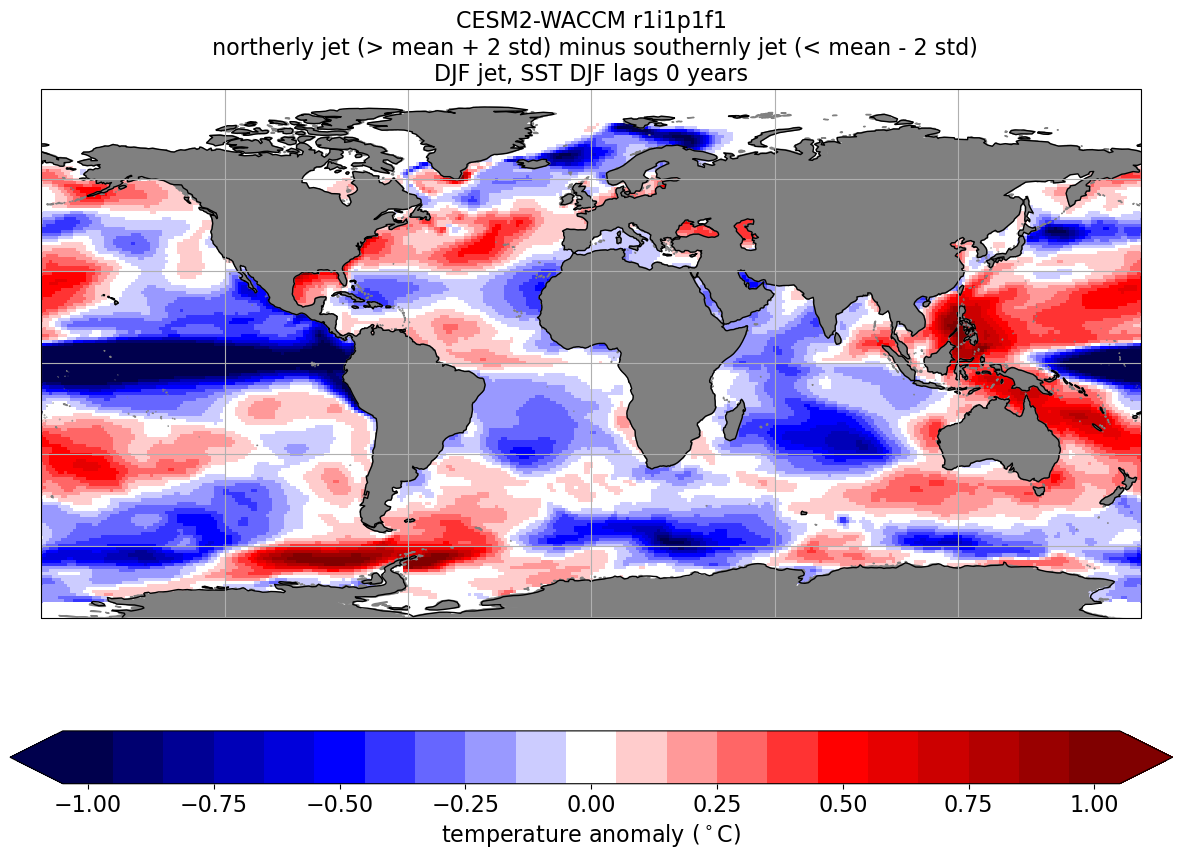 CESM2-WACCM r1i1p1f1
northerly jet (> mean + 2 std) minus southernly jet (< mean - 2 std)
DJF jet, SST DJF lags 0 years
−1.00 −0.75 −0.50 −0.25 0.00 0.25 0.50 0.75 1.00
temperature anomaly (°C)